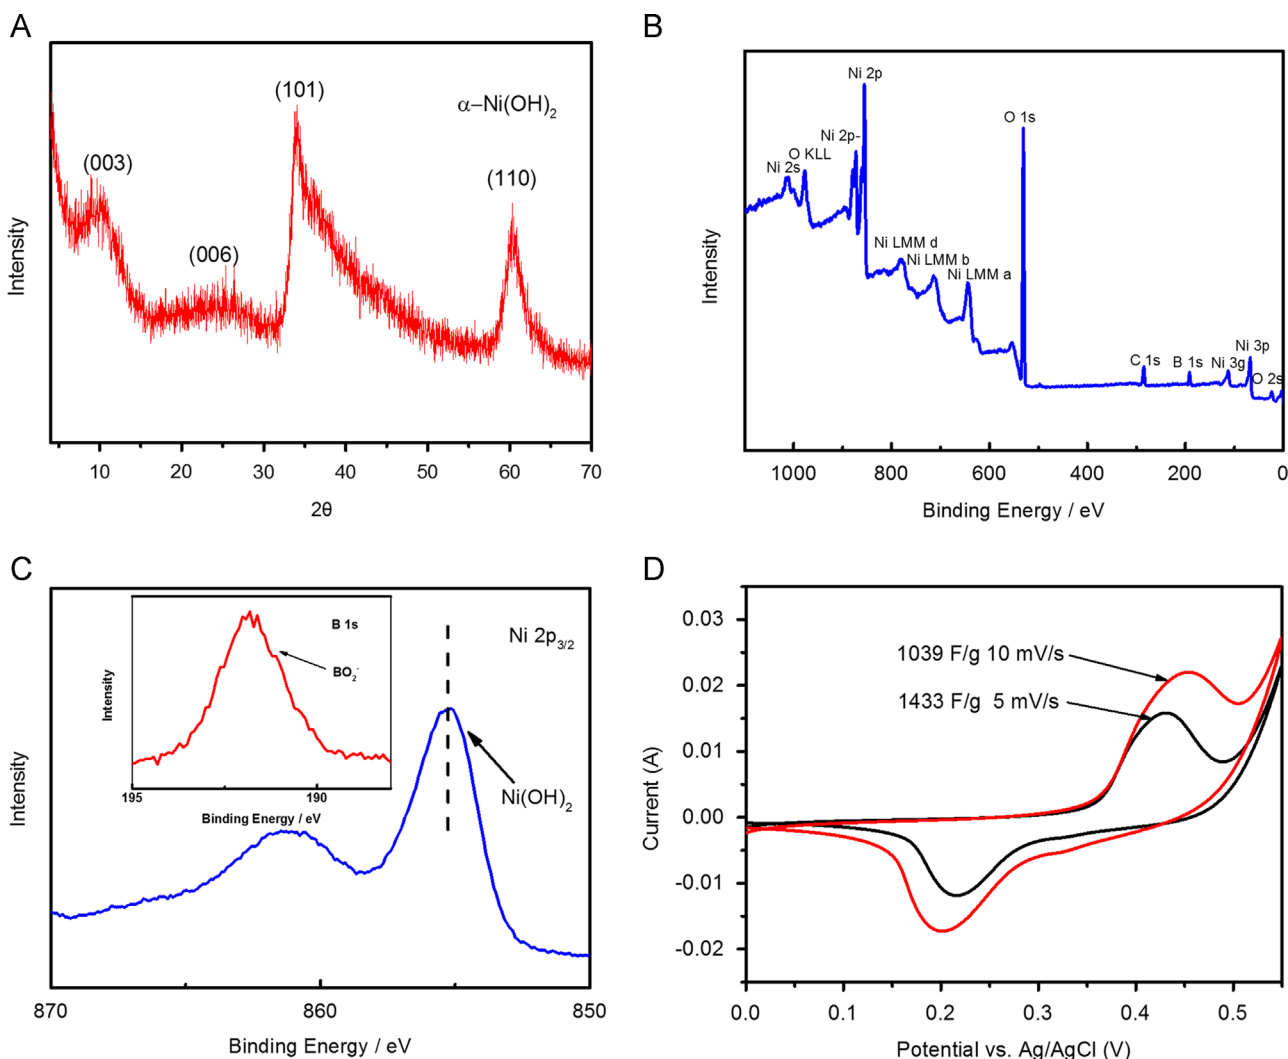 A
(003)
(006)
(101)
α–Ni(OH)₂
(110)
Intensity
10 20 30 40 50 60 70
2θ
B
Ni 2p
O 1s
Ni 2p-
O KLL
Ni 2s
Ni LMM d
Ni LMM b
Ni LMM a
C 1s
B 1s
Ni 3g
Ni 3p
O 2s
Intensity
1000 800 600 400 200 0
Binding Energy / eV
C
B 1s
BO₂⁻
Intensity
195 190
Binding Energy / eV
Ni 2p₃/₂
Ni(OH)₂
Intensity
870 860 850
Binding Energy / eV
D
0.03
0.02
0.01
0.00
-0.01
-0.02
1039 F/g 10 mV/s
1433 F/g 5 mV/s
Current (A)
0.0 0.1 0.2 0.3 0.4 0.5
Potential vs. Ag/AgCl (V)